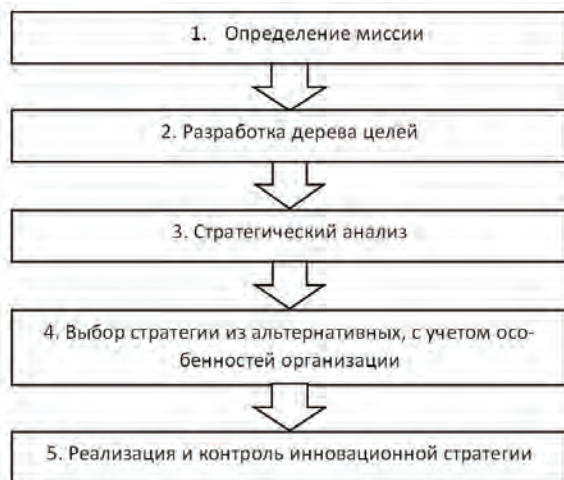 1. Определение миссии
2. Разработка дерева целей
3. Стратегический анализ
4. Выбор стратегии из альтернативных, с учетом осо-
бенностей организации
5. Реализация и контроль инновационной стратегии